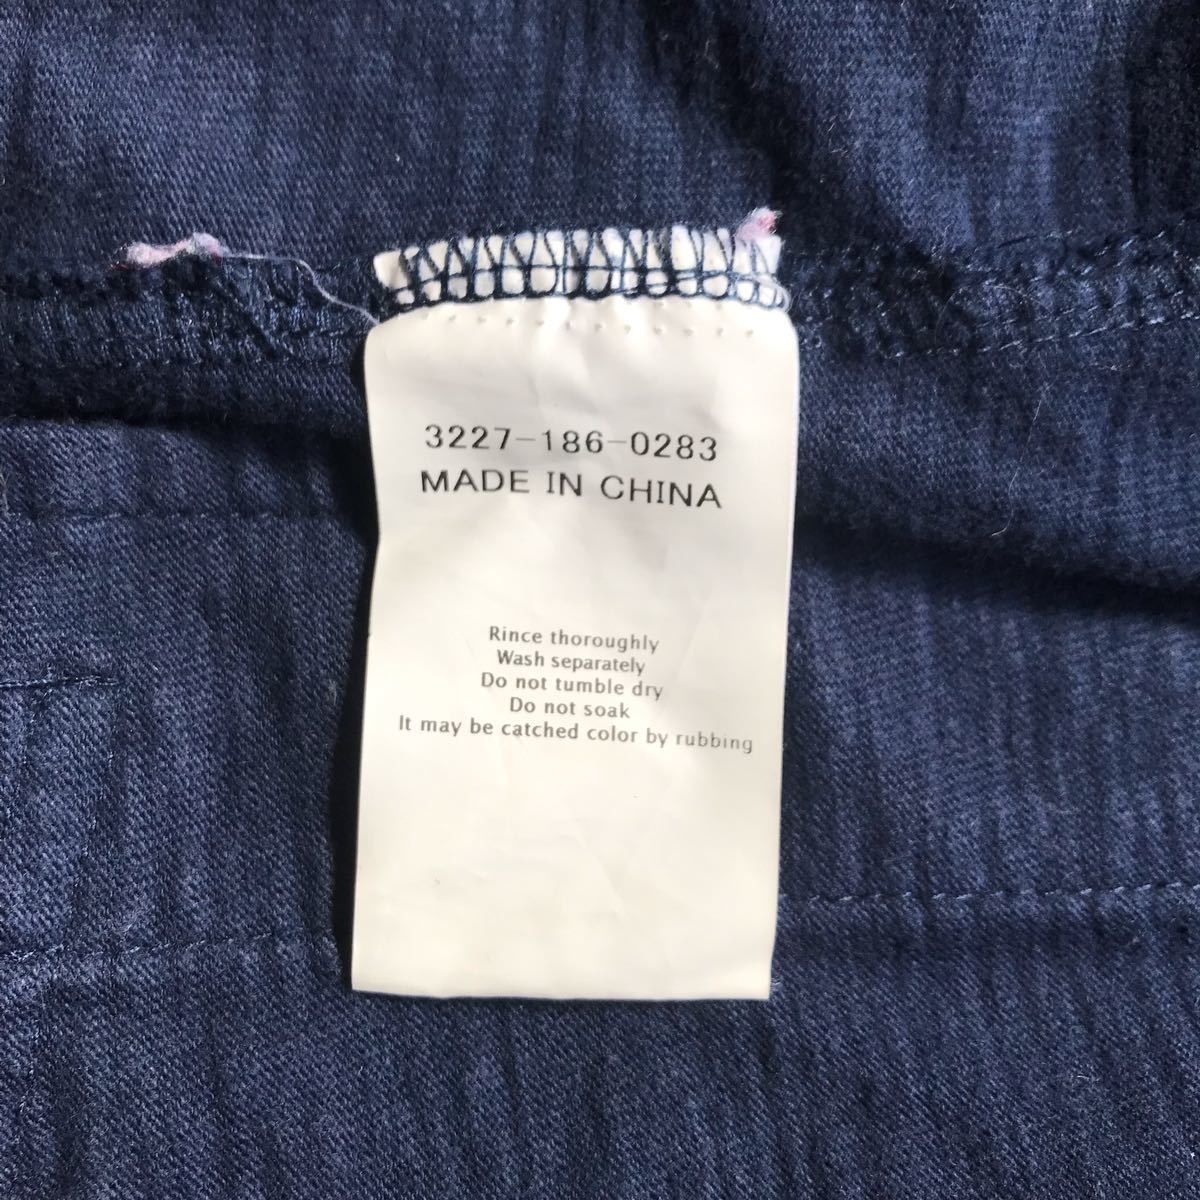 3227-186-0283
MADE IN CHINA
Rince thoroughly
Wash separately
Do not tumble dry
Do not soak
It may be catched color by rubbing